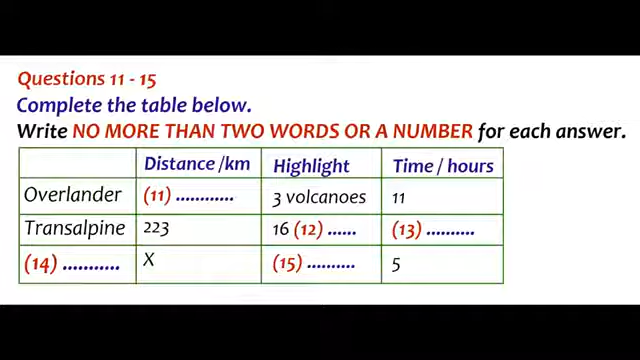 Questions 11 - 15
Complete the table below.
Write NO MORE THAN TWO WORDS OR A NUMBER for each answer.
Distance /km Highlight Time / hours
Overlander (11) ............ 3 volcanoes 11
Transalpine 223 16 (12) ...... (13) ..........
(14) ............ X (15) .......... 5